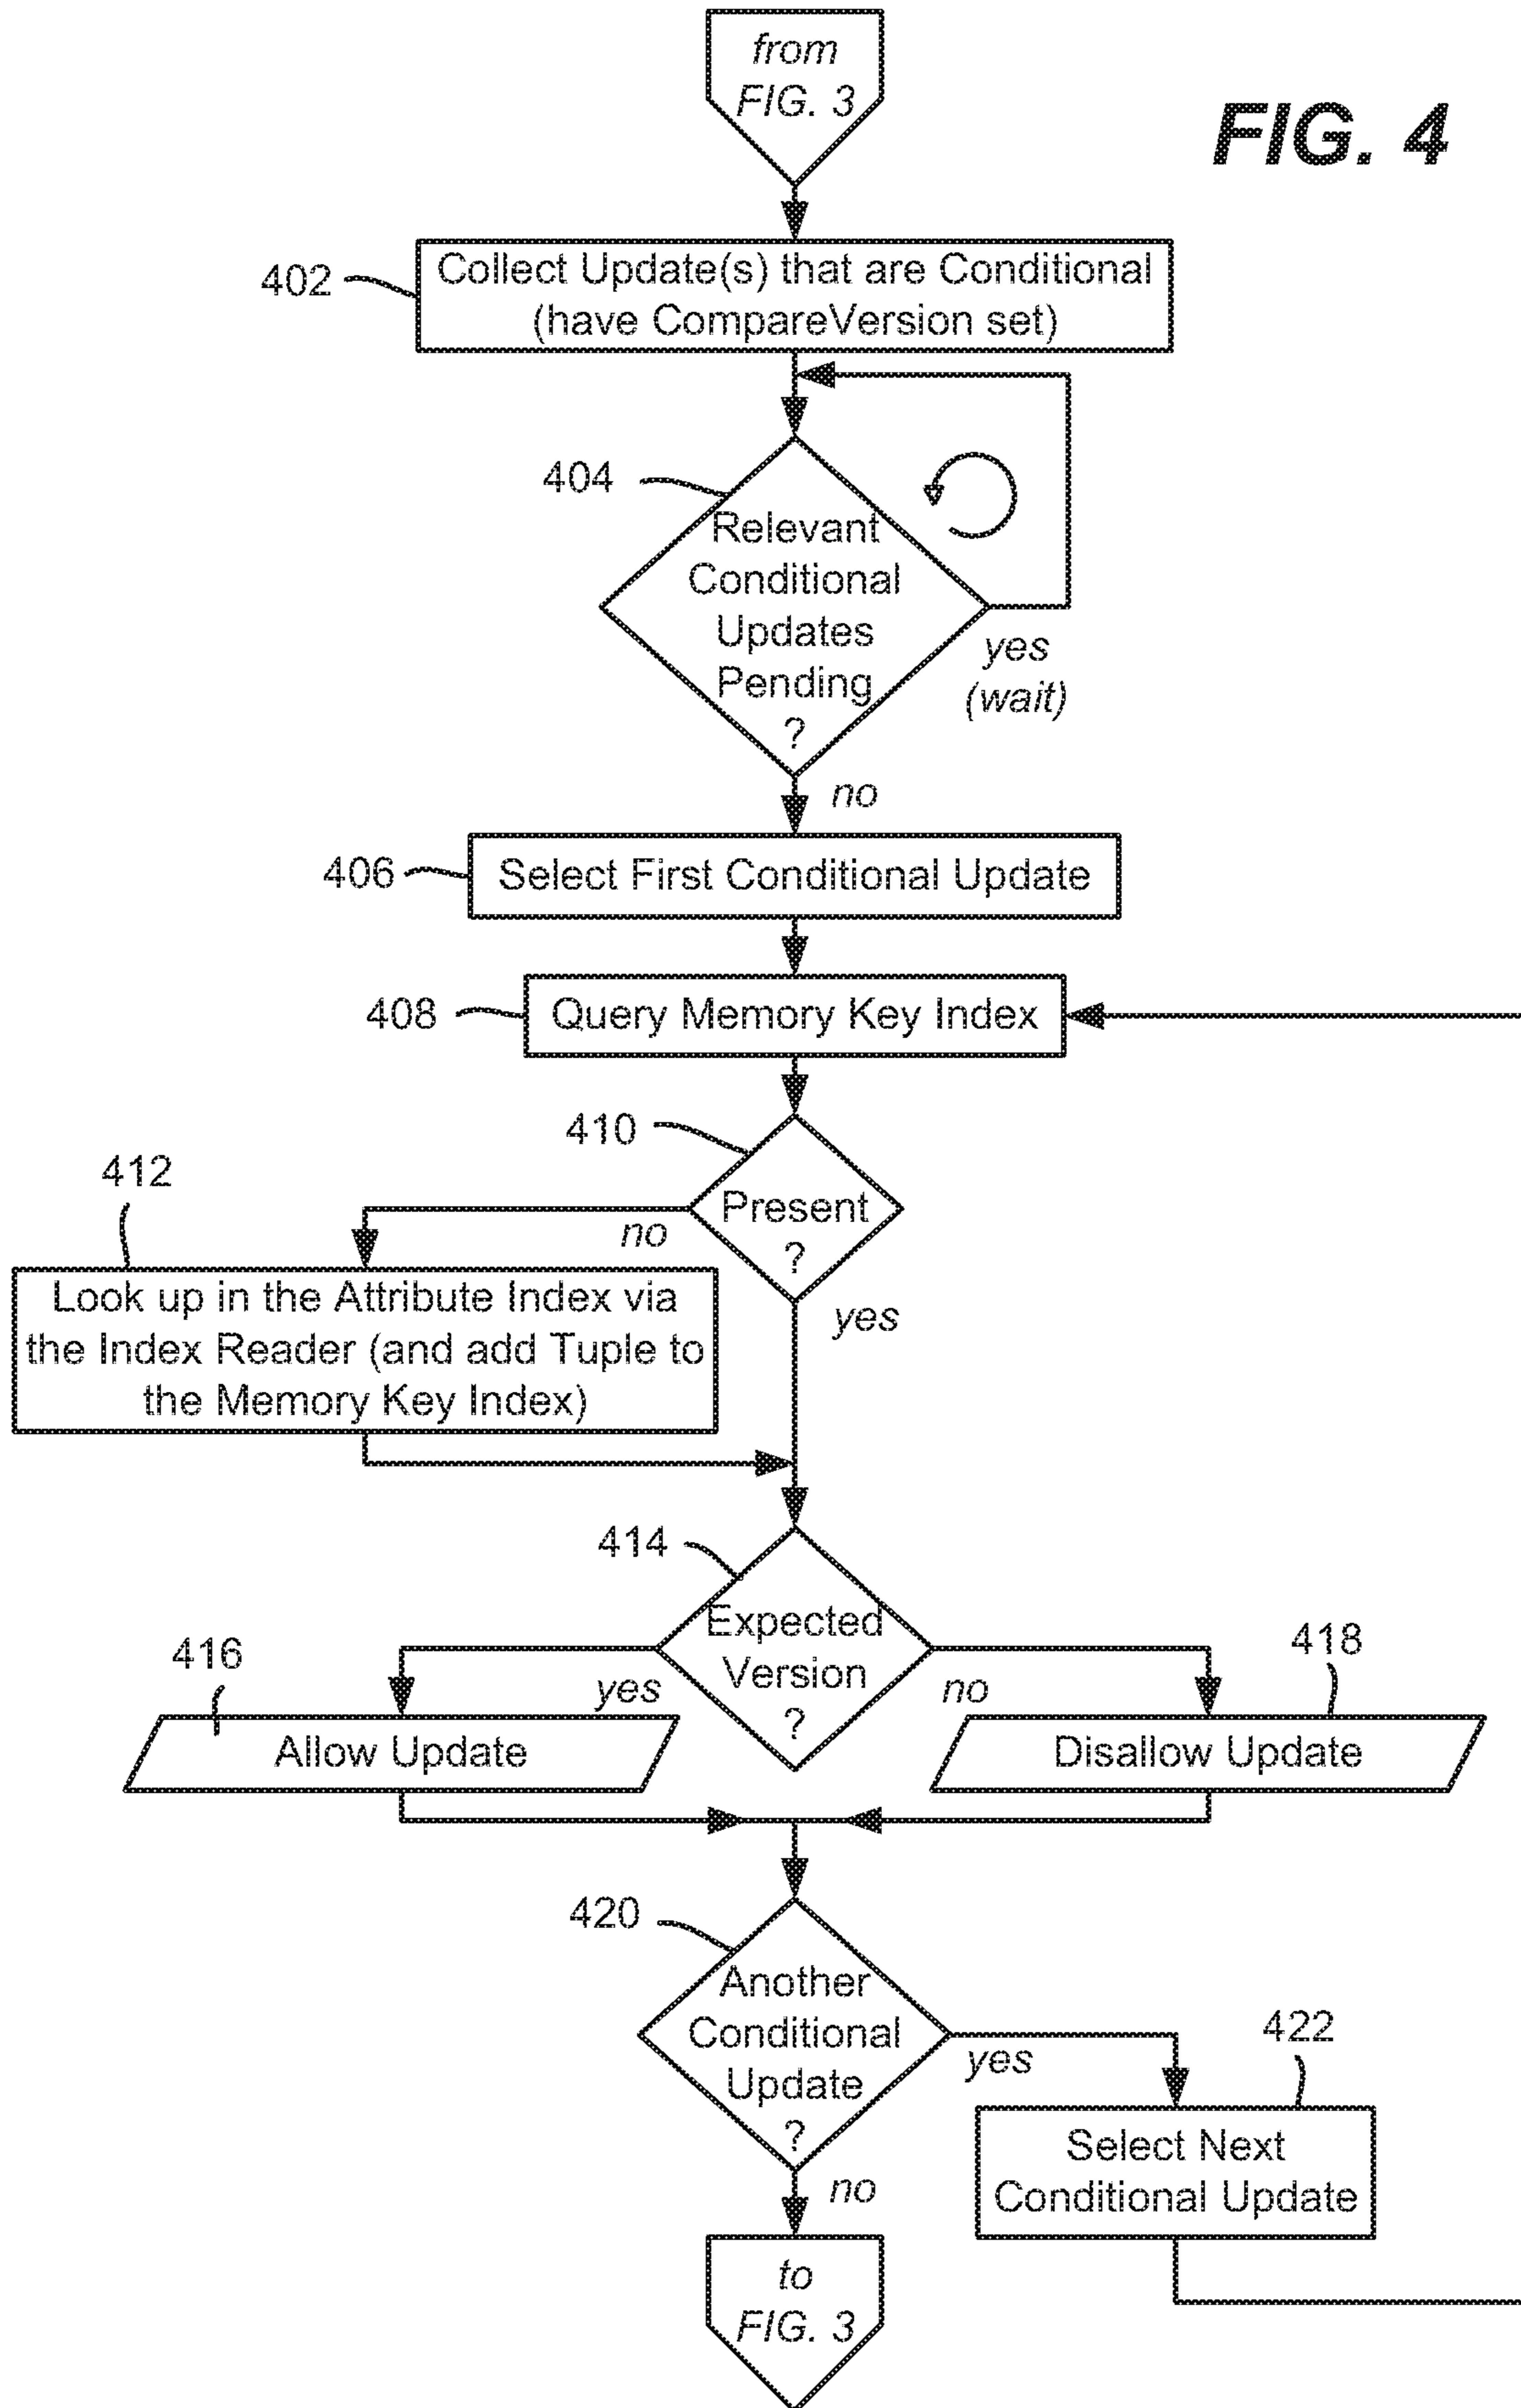 from
FIG. 3
FIG. 4
402
Collect Update(s) that are Conditional
(have CompareVersion set)
404
Relevant
Conditional
Updates
Pending
?
yes
(wait)
no
406
Select First Conditional Update
408
Query Memory Key Index
410
Present
?
no
yes
412
Look up in the Attribute Index via
the Index Reader (and add Tuple to
the Memory Key Index)
414
Expected
Version
?
yes
no
416
Allow Update
418
Disallow Update
420
Another
Conditional
Update
?
yes
no
422
Select Next
Conditional Update
to
FIG. 3